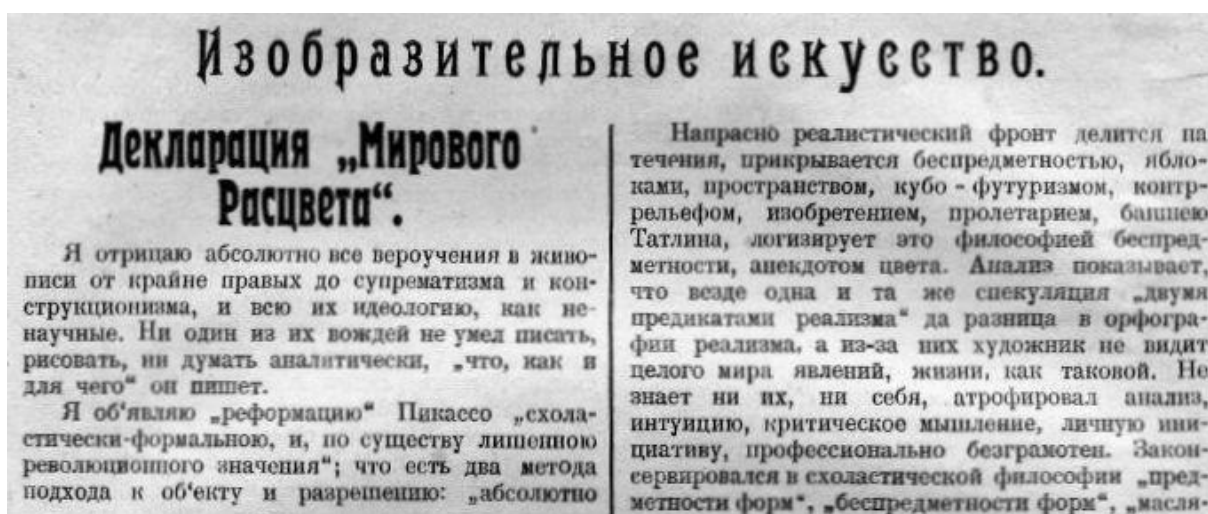 Изобразительное искусство.
Декларация „Мирового
Расцвета“.
Я отрицаю абсолютно все вероучения в живо-
писи от крайне правых до супрематизма и кон-
струкционизма, и всю их идеологию, как не-
научные. Ни один из их вождей не умел писать,
рисовать, ни думать аналитически, „что, как и
для чего“ он пишет.
Я об‘являю „реформацию“ Пикассо „схола-
стически-формальною, и, по существу лишенною
революционного значения“; что есть два метода
подхода к об‘екту и разрешению: „абсолютно
Напрасно реалистический фронт делится на
течения, прикрывается беспредметностью, ябло-
ками, пространством, кубо - футуризмом, контр-
рельефом, изобретением, пролетарием, башнею
Татлина, логизирует это философией беспред-
метности, анекдотом цвета. Анализ показывает,
что везде одна и та же спекуляция „двумя
предикатами реализма“ да разница в орфогра-
фии реализма, а из-за них художник не видит
целого мира явлений, жизни, как таковой. Не
знает ни их, ни себя, атрофировал анализ,
интуицию, критическое мышление, личную ини-
циативу, профессионально безграмотен. Закон-
сервировался в схоластической философии „пред-
метности форм“, „беспредметности форм“, „масля-